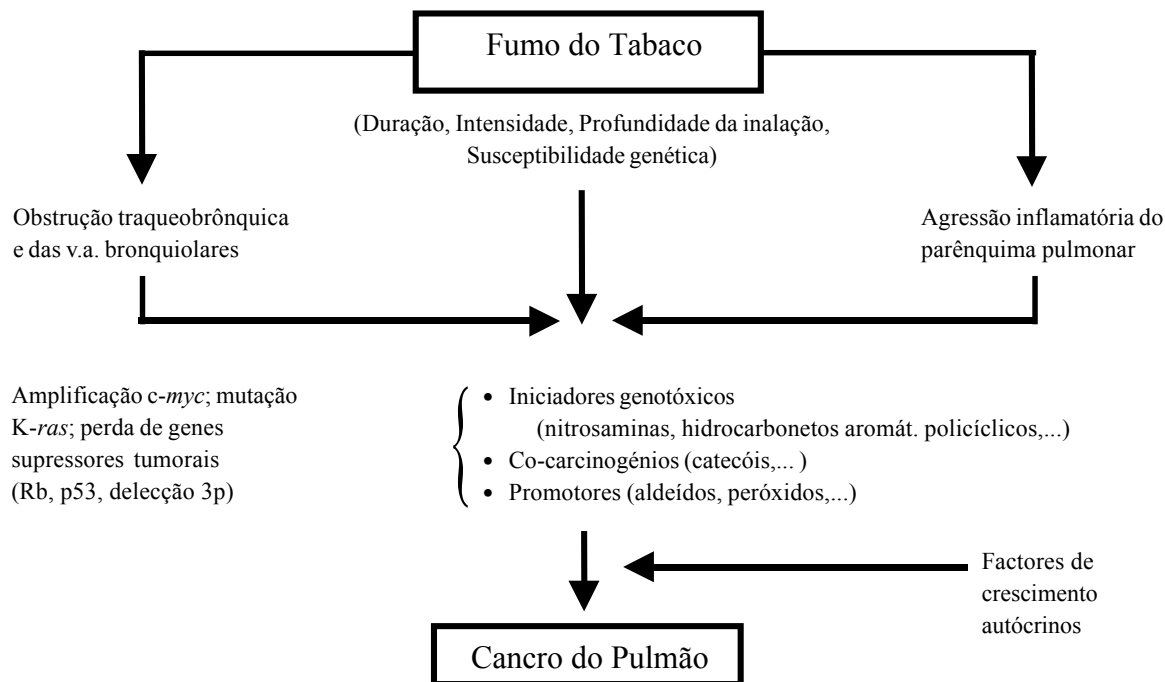 Fumo do Tabaco
(Duração, Intensidade, Profundidade da inalação,
Susceptibilidade genética)
Obstrução traqueobrônquica
e das v.a. bronquiolares
Agressão inflamatória do
parênquima pulmonar
Amplificação c-myc; mutação
K-ras; perda de genes
supressores tumorais
(Rb, p53, delecção 3p)
• Iniciadores genotóxicos
(nitrosaminas, hidrocarbonetos aromát. policíclicos,...)
• Co-carcinogénios (catecóis,... )
• Promotores (aldeídos, peróxidos,...)
Factores de
crescimento
autócrinos
Cancro do Pulmão